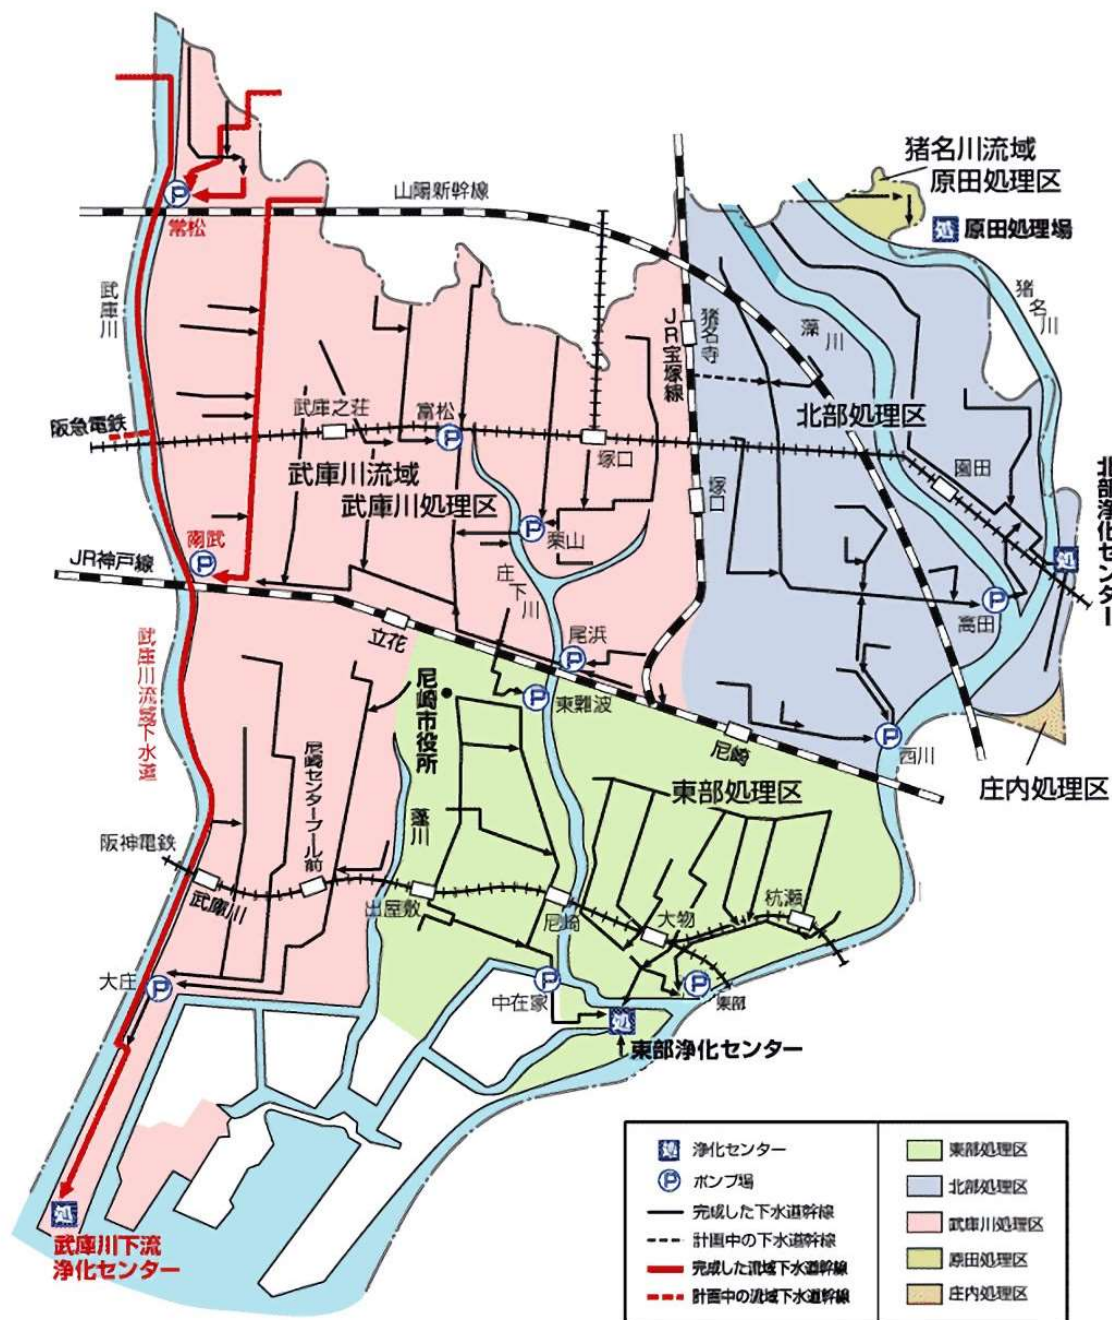 猪名川流域
原田処理区
処 原田処理場
山陽新幹線
P
常松
武庫川
猪名川
藻川
猪名寺
JR宝塚線
阪急電鉄
武庫之荘
富松
P
塚口
塚口
北部処理区
園田
武庫川流域
武庫川処理区
P
栗山
南武
P
JR神戸線
庄下川
処
北部浄化センター
P
高田
立花
尾浜
P
尼崎市役所
P
東難波
武庫川流域下水道
尼崎
P
西川
庄内処理区
東部処理区
尼崎センタープール前
蓬川
阪神電鉄
武庫川
出屋敷
尼崎
大物
杭瀬
川
大庄
P
中在家
P
P
東部
処
東部浄化センター
処
武庫川下流
浄化センター
処 浄化センター
P ポンプ場
完成した下水道幹線
計画中の下水道幹線
完成した流域下水道幹線
計画中の流域下水道幹線
東部処理区
北部処理区
武庫川処理区
原田処理区
庄内処理区